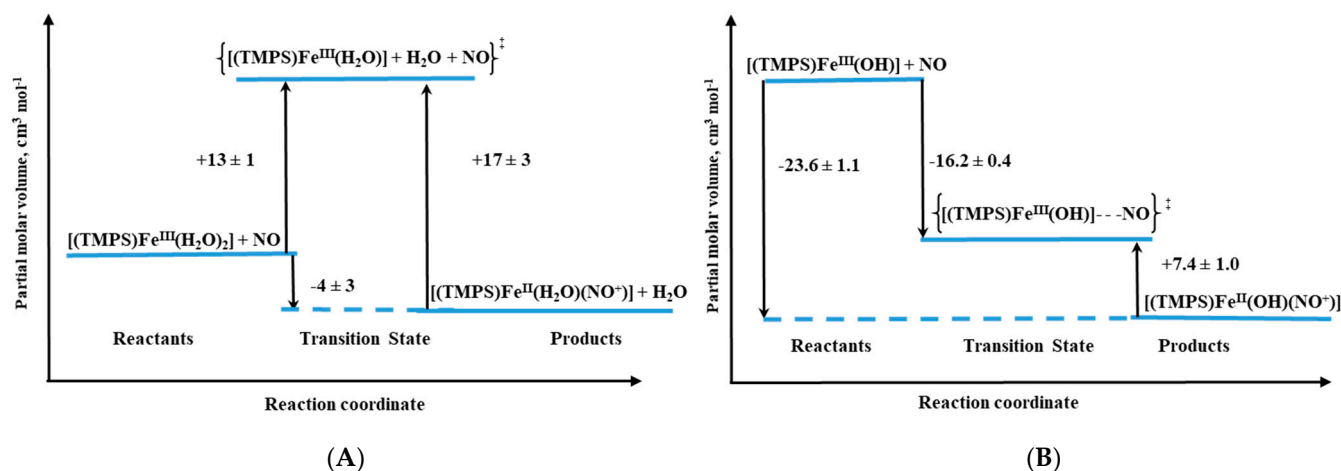 Partial molar volume, cm³ mol⁻¹
{[(TMPS)Feᴵᴵᴵ(H₂O)] + H₂O + NO}‡
+13 ± 1
+17 ± 3
[(TMPS)Feᴵᴵᴵ(H₂O)₂] + NO
-4 ± 3
[(TMPS)Feᴵᴵ(H₂O)(NO⁺)] + H₂O
Reactants
Transition State
Products
Reaction coordinate
(A)
Partial molar volume, cm³ mol⁻¹
[(TMPS)Feᴵᴵᴵ(OH)] + NO
-23.6 ± 1.1
-16.2 ± 0.4
{[(TMPS)Feᴵᴵᴵ(OH)]- - -NO}‡
+7.4 ± 1.0
[(TMPS)Feᴵᴵ(OH)(NO⁺)]
Reactants
Transition State
Products
Reaction coordinate
(B)